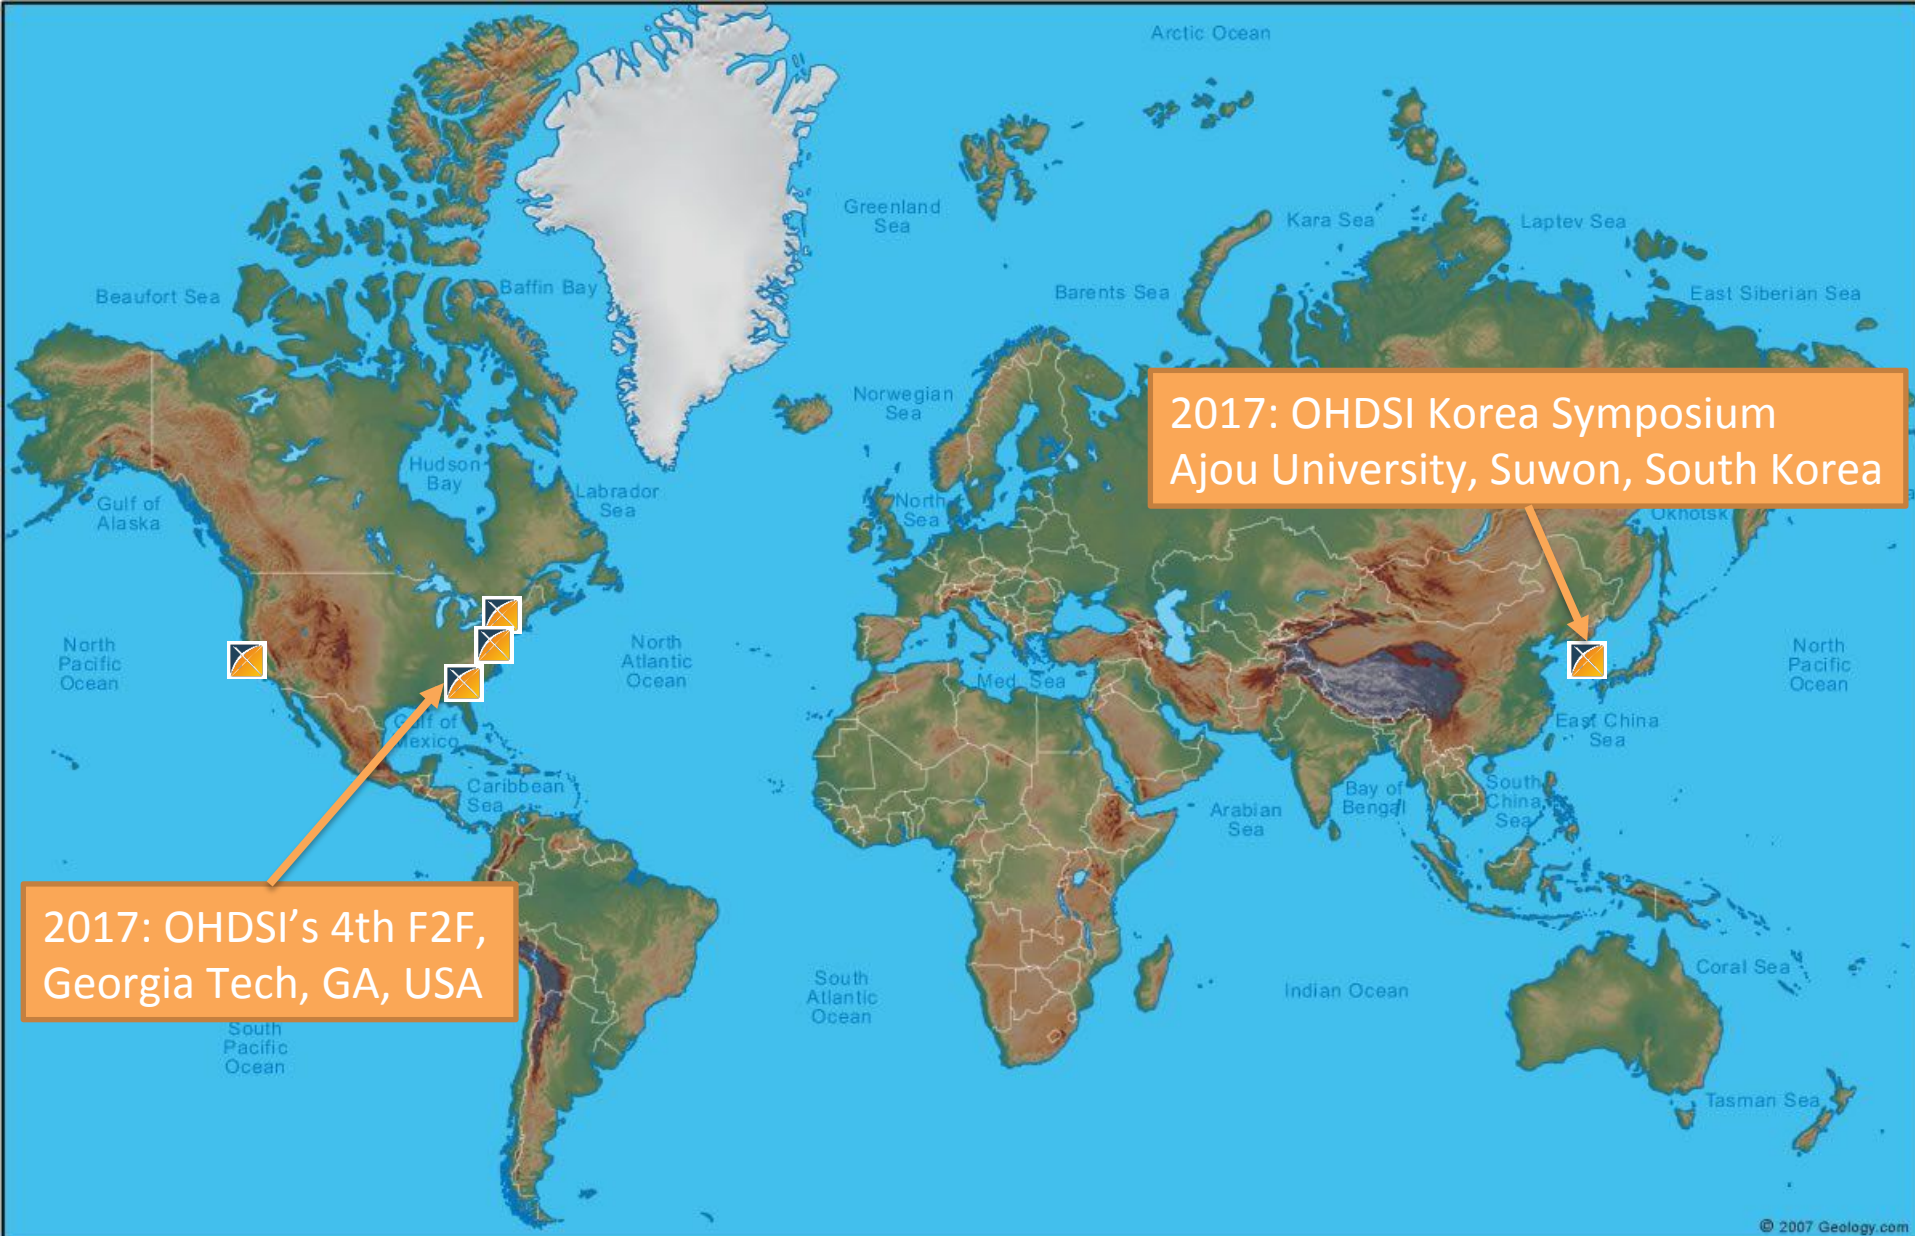 Arctic Ocean
Greenland
Sea
Kara Sea
Laptev Sea
Beaufort Sea
Baffin Bay
Barents Sea
East Siberian Sea
Norwegian
Sea
2017: OHDSI Korea Symposium
Ajou University, Suwon, South Korea
Hudson
Bay
Labrador
Sea
Gulf of
Alaska
North
Sea
Okhotsk
North
Pacific
Ocean
North
Atlantic
Ocean
Med. Sea
North
Pacific
Ocean
Gulf of
Mexico
East China
Sea
Caribbean
Sea
Arabian
Sea
Bay of
Bengal
South
China
Sea
2017: OHDSI’s 4th F2F,
Georgia Tech, GA, USA
South
Atlantic
Ocean
Indian Ocean
Coral Sea
South
Pacific
Ocean
Tasman Sea
© 2007 Geology.com